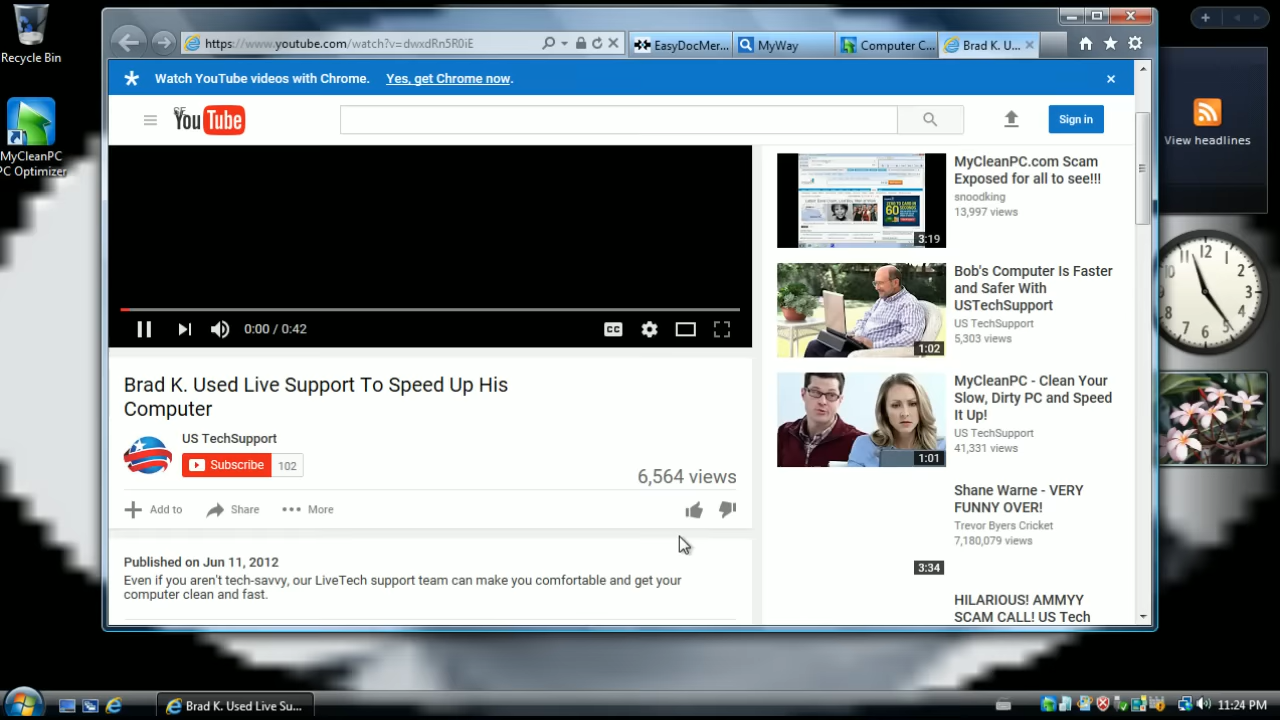 Recycle Bin
MyCleanPC
PC Optimizer
https://www.youtube.com/watch?v=dwxdRn5R0iE
EasyDocMer...
MyWay
Computer C...
Brad K. U...
Watch YouTube videos with Chrome. Yes, get Chrome now.
YouTube
SE
Sign in
0:00 / 0:42
CC
Brad K. Used Live Support To Speed Up His
Computer
US TechSupport
Subscribe 102
6,564 views
Add to Share More
Published on Jun 11, 2012
Even if you aren't tech-savvy, our LiveTech support team can make you comfortable and get your
computer clean and fast.
MyCleanPC.com Scam
Exposed for all to see!!!
snoodking
13,997 views
3:19
Bob's Computer Is Faster
and Safer With
USTechSupport
US TechSupport
5,303 views
1:02
MyCleanPC - Clean Your
Slow, Dirty PC and Speed
It Up!
US TechSupport
41,331 views
1:01
Shane Warne - VERY
FUNNY OVER!
Trevor Byers Cricket
7,180,079 views
3:34
HILARIOUS! AMMYY
SCAM CALL! US Tech
View headlines
12
3
6
9
Brad K. Used Live Su...
11:24 PM